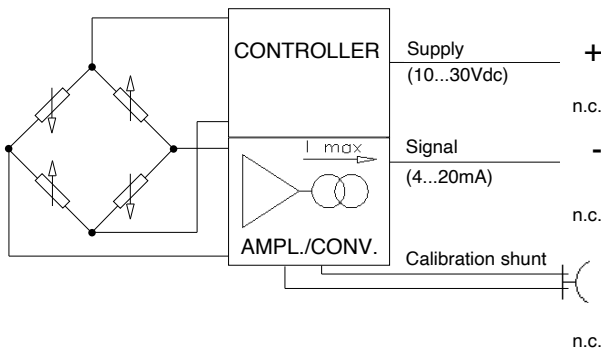 CONTROLLER
Supply
+
(10...30Vdc)
n.c.
I max
Signal
-
(4...20mA)
n.c.
AMPL./CONV.
Calibration shunt
n.c.